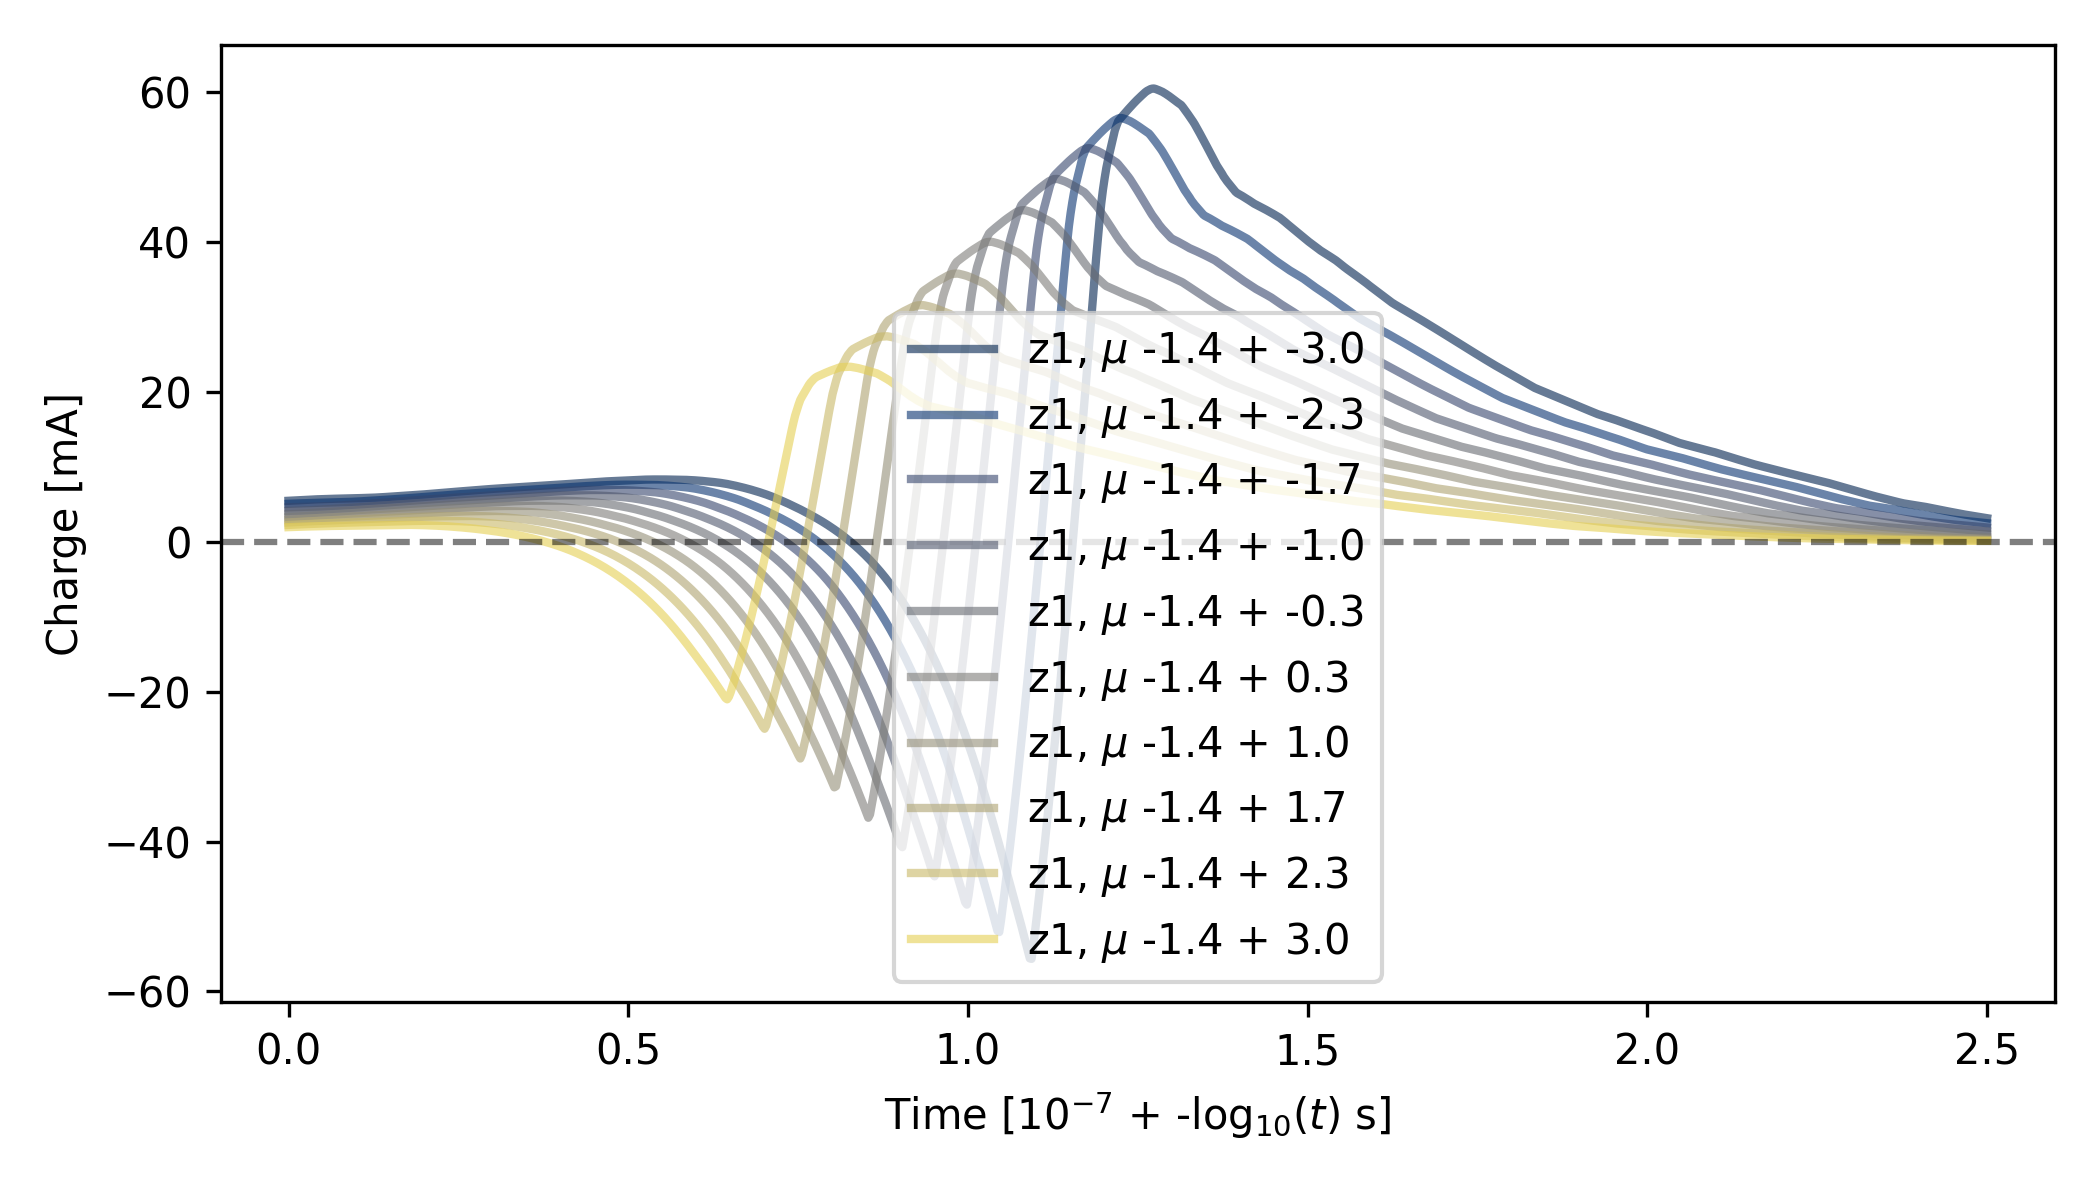 60
40
20
0
−20
−40
−60
Charge [mA]
z1, μ -1.4 + -3.0
z1, μ -1.4 + -2.3
z1, μ -1.4 + -1.7
z1, μ -1.4 + -1.0
z1, μ -1.4 + -0.3
z1, μ -1.4 + 0.3
z1, μ -1.4 + 1.0
z1, μ -1.4 + 1.7
z1, μ -1.4 + 2.3
z1, μ -1.4 + 3.0
0.0 0.5 1.0 1.5 2.0 2.5
Time [10⁻⁷ + -log₁₀(t) s]